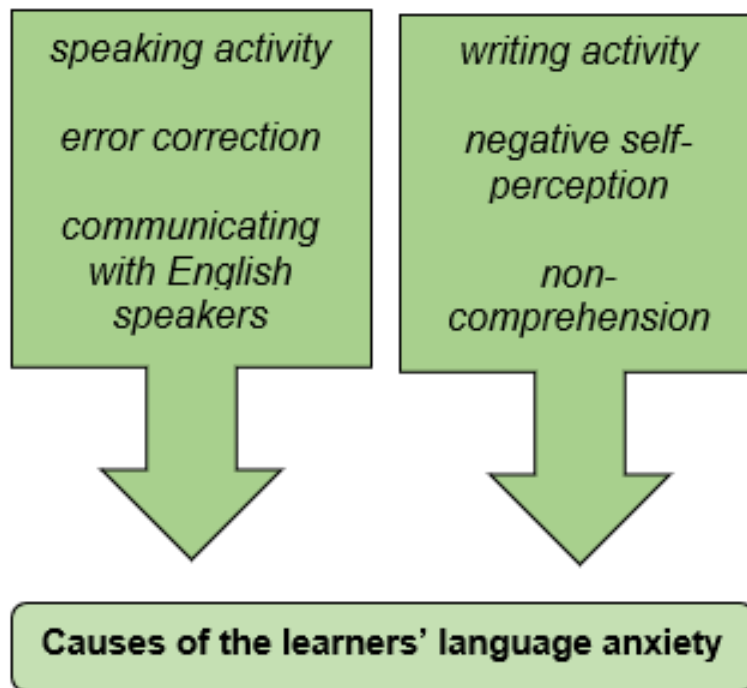 speaking activity
error correction
communicating
with English
speakers
writing activity
negative self-
perception
non-
comprehension
Causes of the learners’ language anxiety